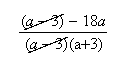 (a - 3) - 18a
(a - 3)(a+3)